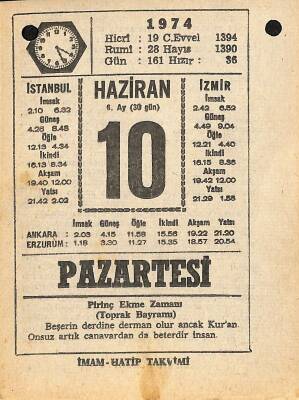 1974
Hicri : 19 C.Evvel 1394
Rumî : 28 Mayıs 1390
Gün : 161 Hızır : 36
İSTANBUL
İmsak
2.10 6.32
Güneş
4.28 8.48
Öğle
12.13 4.34
İkindi
16.13 8.34
Akşam
19.40 12.00
Yatsı
21.42 2.02
HAZİRAN
6. Ay (30 gün)
10
İZMİR
İmsak
2.42 6.52
Güneş
4.49 9.04
Öğle
12.21 4.40
İkindi
16.15 8.36
Akşam
19.42 12.00
Yatsı
21.29 1.58
İmsak Güneş Öğle İkindi Akşam Yatsı
ANKARA : 2.03 4.15 11.58 15.56 19.22 21.20
ERZURUM: 1.18 3.30 11.27 15.35 18.57 20.54
PAZARTESİ
Pirinç Ekme Zamanı
(Toprak Bayramı)
Beşerin derdine derman olur ancak Kur'an.
Onsuz artık canavardan da beterdir insan.
İMAM-HATİP TAKVİMİ